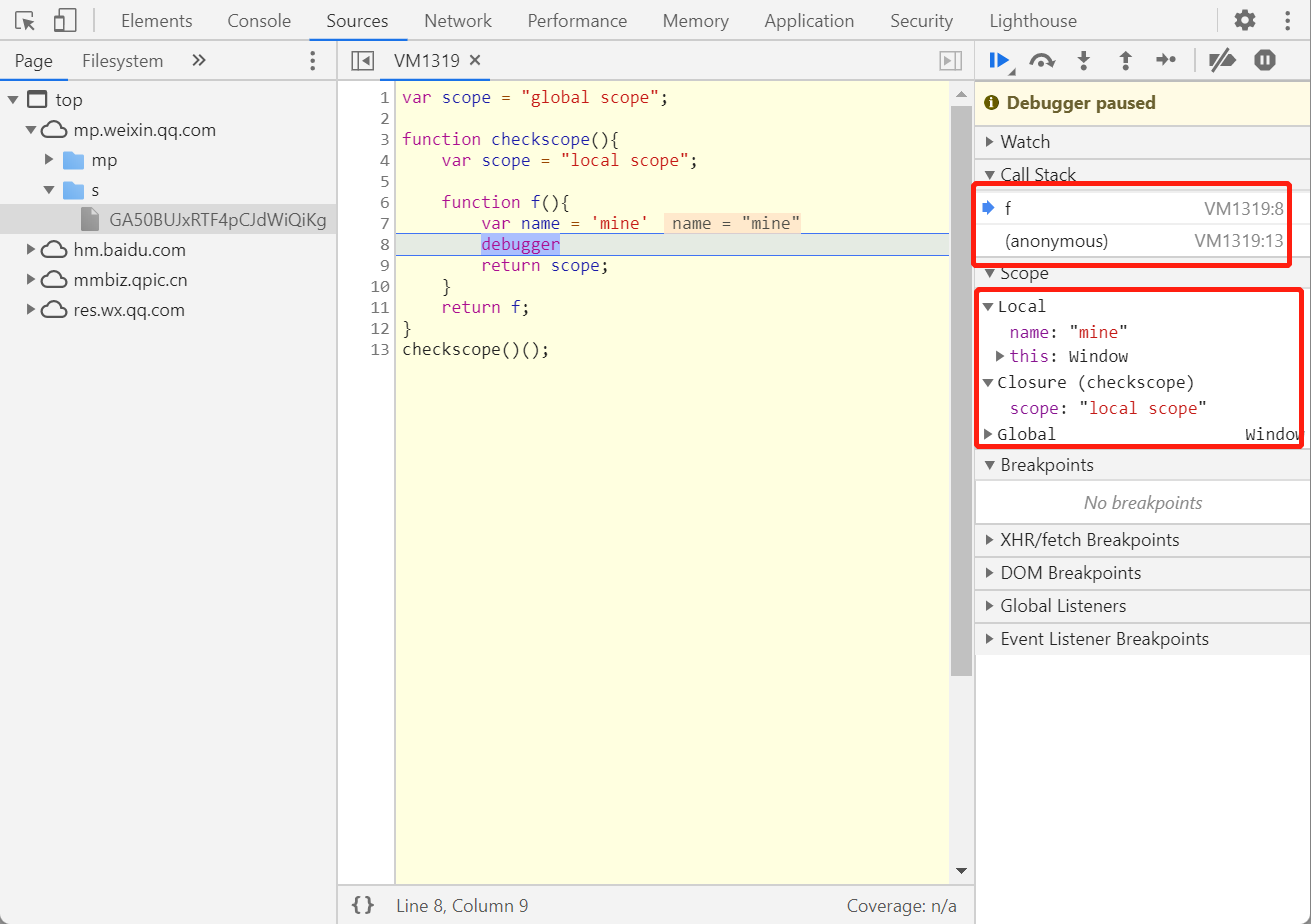 Elements Console Sources Network Performance Memory Application Security Lighthouse
Page Filesystem
top
mp.weixin.qq.com
mp
s
GA50BUJxRTF4pCJdWiQiKg
hm.baidu.com
mmbiz.qpic.cn
res.wx.qq.com
VM1319
1 var scope = "global scope";
2
3 function checkscope(){
4 var scope = "local scope";
5
6 function f(){
7 var name = 'mine' name = "mine"
8 debugger
9 return scope;
10 }
11 return f;
12 }
13 checkscope()();
{} Line 8, Column 9 Coverage: n/a
Debugger paused
Watch
Call Stack
f VM1319:8
(anonymous) VM1319:13
Scope
Local
name: "mine"
this: Window
Closure (checkscope)
scope: "local scope"
Global Window
Breakpoints
No breakpoints
XHR/fetch Breakpoints
DOM Breakpoints
Global Listeners
Event Listener Breakpoints